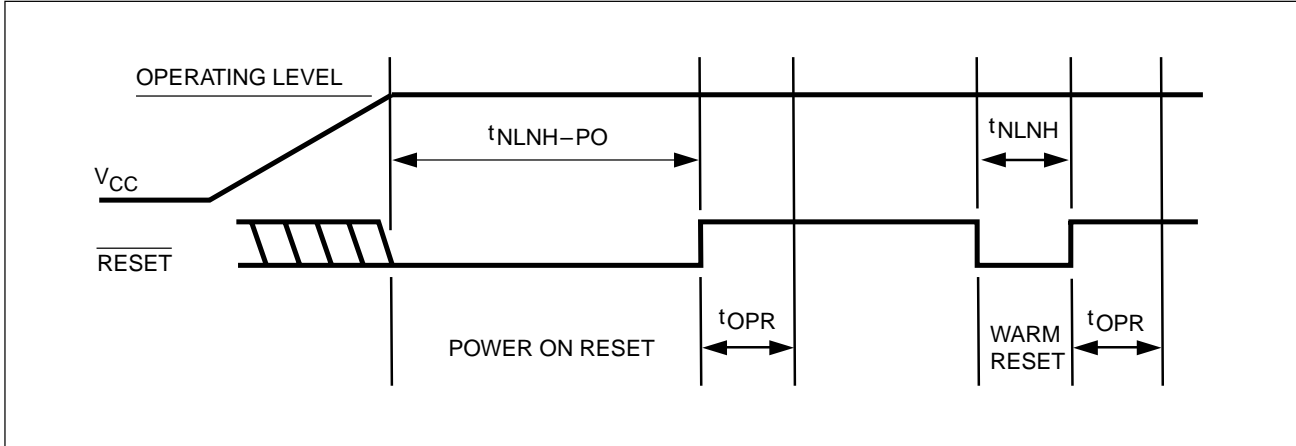 OPERATING LEVEL
tNLNH–PO
tNLNH
VCC
RESET
tOPR
POWER ON RESET
WARM
RESET
tOPR